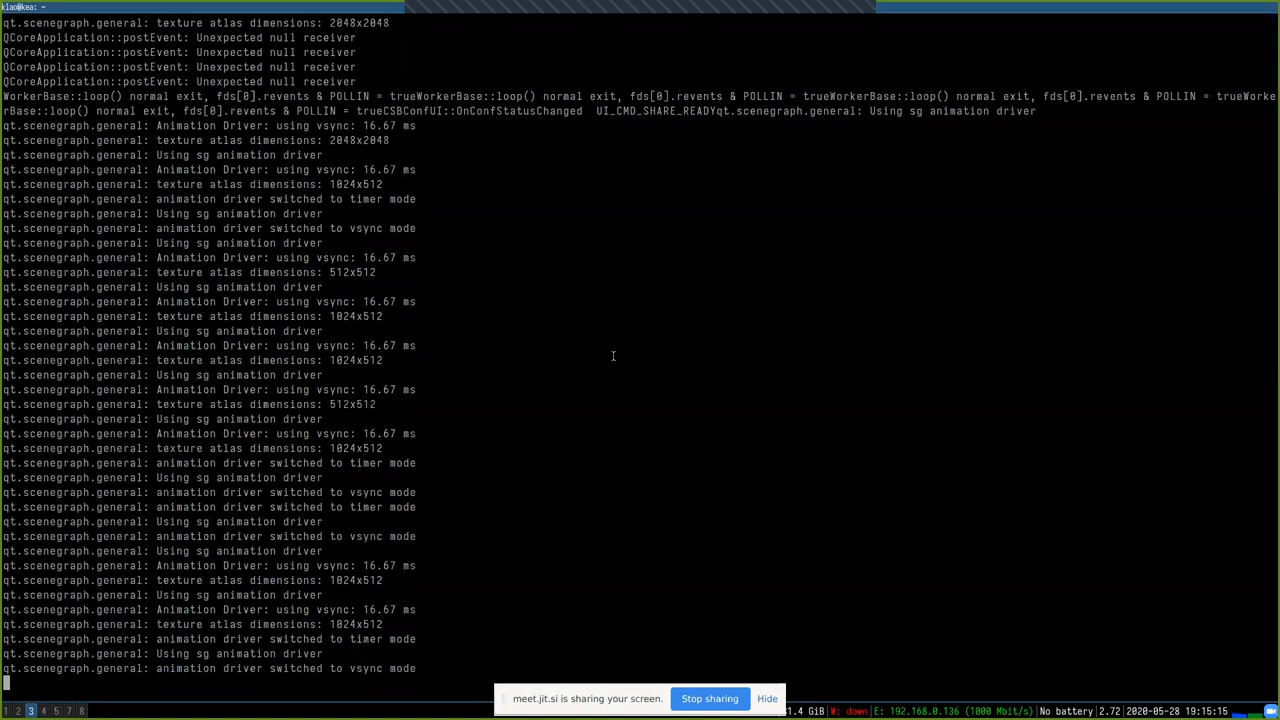 klao@kea: ~
qt.scenegraph.general: texture atlas dimensions: 2048x2048
QCoreApplication::postEvent: Unexpected null receiver
QCoreApplication::postEvent: Unexpected null receiver
QCoreApplication::postEvent: Unexpected null receiver
QCoreApplication::postEvent: Unexpected null receiver
WorkerBase::loop() normal exit, fds[0].revents & POLLIN = trueWorkerBase::loop() normal exit, fds[0].revents & POLLIN = trueWorkerBase::loop() normal exit, fds[0].revents & POLLIN = trueWorke
rBase::loop() normal exit, fds[0].revents & POLLIN = trueCSBConfUI::OnConfStatusChanged  UI_CMD_SHARE_READYqt.scenegraph.general: Using sg animation driver
qt.scenegraph.general: Animation Driver: using vsync: 16.67 ms
qt.scenegraph.general: texture atlas dimensions: 2048x2048
qt.scenegraph.general: Using sg animation driver
qt.scenegraph.general: Animation Driver: using vsync: 16.67 ms
qt.scenegraph.general: texture atlas dimensions: 1024x512
qt.scenegraph.general: animation driver switched to timer mode
qt.scenegraph.general: Using sg animation driver
qt.scenegraph.general: animation driver switched to vsync mode
qt.scenegraph.general: Using sg animation driver
qt.scenegraph.general: Animation Driver: using vsync: 16.67 ms
qt.scenegraph.general: texture atlas dimensions: 512x512
qt.scenegraph.general: Using sg animation driver
qt.scenegraph.general: Animation Driver: using vsync: 16.67 ms
qt.scenegraph.general: texture atlas dimensions: 1024x512
qt.scenegraph.general: Using sg animation driver
qt.scenegraph.general: Animation Driver: using vsync: 16.67 ms
qt.scenegraph.general: texture atlas dimensions: 1024x512
qt.scenegraph.general: Using sg animation driver
qt.scenegraph.general: Animation Driver: using vsync: 16.67 ms
qt.scenegraph.general: texture atlas dimensions: 512x512
qt.scenegraph.general: Using sg animation driver
qt.scenegraph.general: Animation Driver: using vsync: 16.67 ms
qt.scenegraph.general: texture atlas dimensions: 1024x512
qt.scenegraph.general: animation driver switched to timer mode
qt.scenegraph.general: Using sg animation driver
qt.scenegraph.general: animation driver switched to vsync mode
qt.scenegraph.general: animation driver switched to timer mode
qt.scenegraph.general: Using sg animation driver
qt.scenegraph.general: animation driver switched to vsync mode
qt.scenegraph.general: Using sg animation driver
qt.scenegraph.general: Animation Driver: using vsync: 16.67 ms
qt.scenegraph.general: texture atlas dimensions: 1024x512
qt.scenegraph.general: Using sg animation driver
qt.scenegraph.general: Animation Driver: using vsync: 16.67 ms
qt.scenegraph.general: texture atlas dimensions: 1024x512
qt.scenegraph.general: animation driver switched to timer mode
qt.scenegraph.general: Using sg animation driver
qt.scenegraph.general: animation driver switched to vsync mode
meet.jit.si is sharing your screen. Stop sharing Hide
1 2 3 4 5 7 8 1.4 GiB|W: down|E: 192.168.0.136 (1000 Mbit/s)|No battery|2.72|2020-05-28 19:15:15